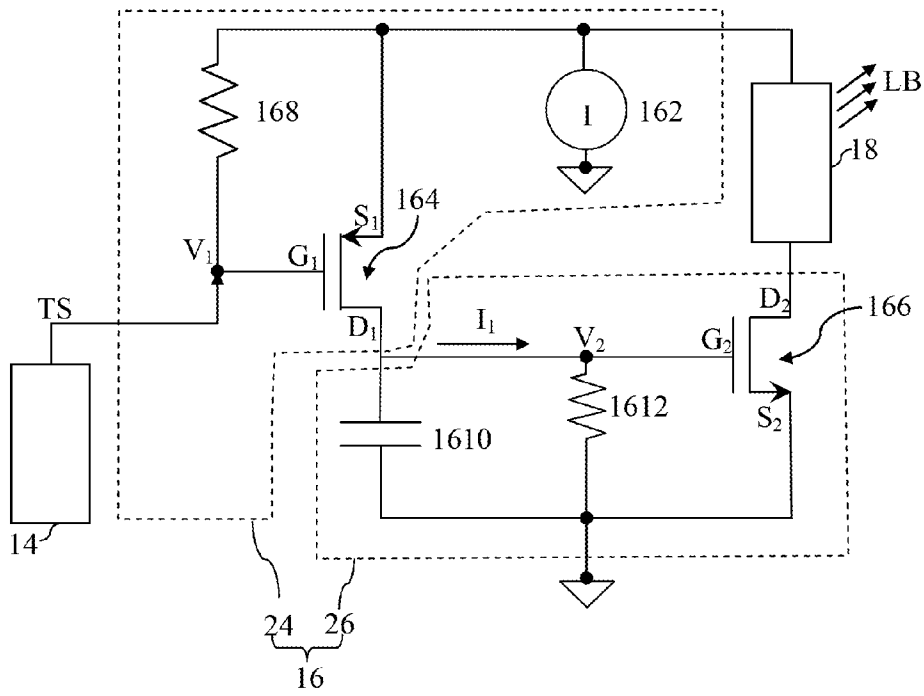 168
I
162
LB
18
S₁
164
V₁
G₁
TS
D₁
I₁
V₂
D₂
G₂
166
1612
S₂
1610
14
24
26
16